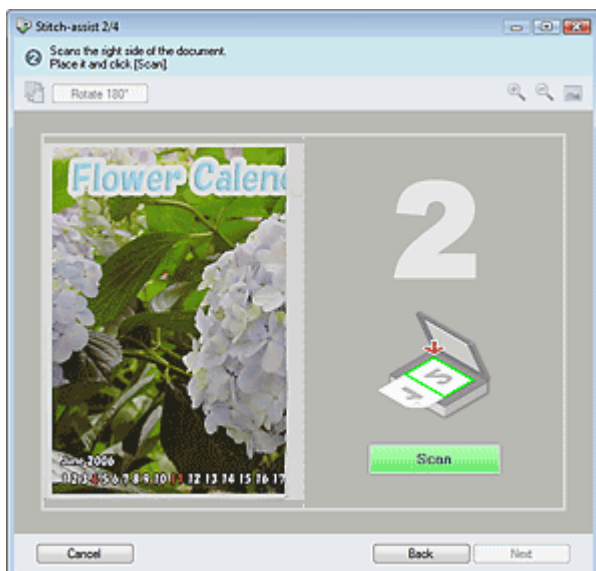 Stitch-assist 2/4
2
Scans the right side of the document.
Place it and click [Scan]
Rotate 180°
Flower Calen
June,2006
1 2 3 4 5 6 7 8 9 10 11 12 13 14 15 16 17
2
Scan
Cancel
Back
Next